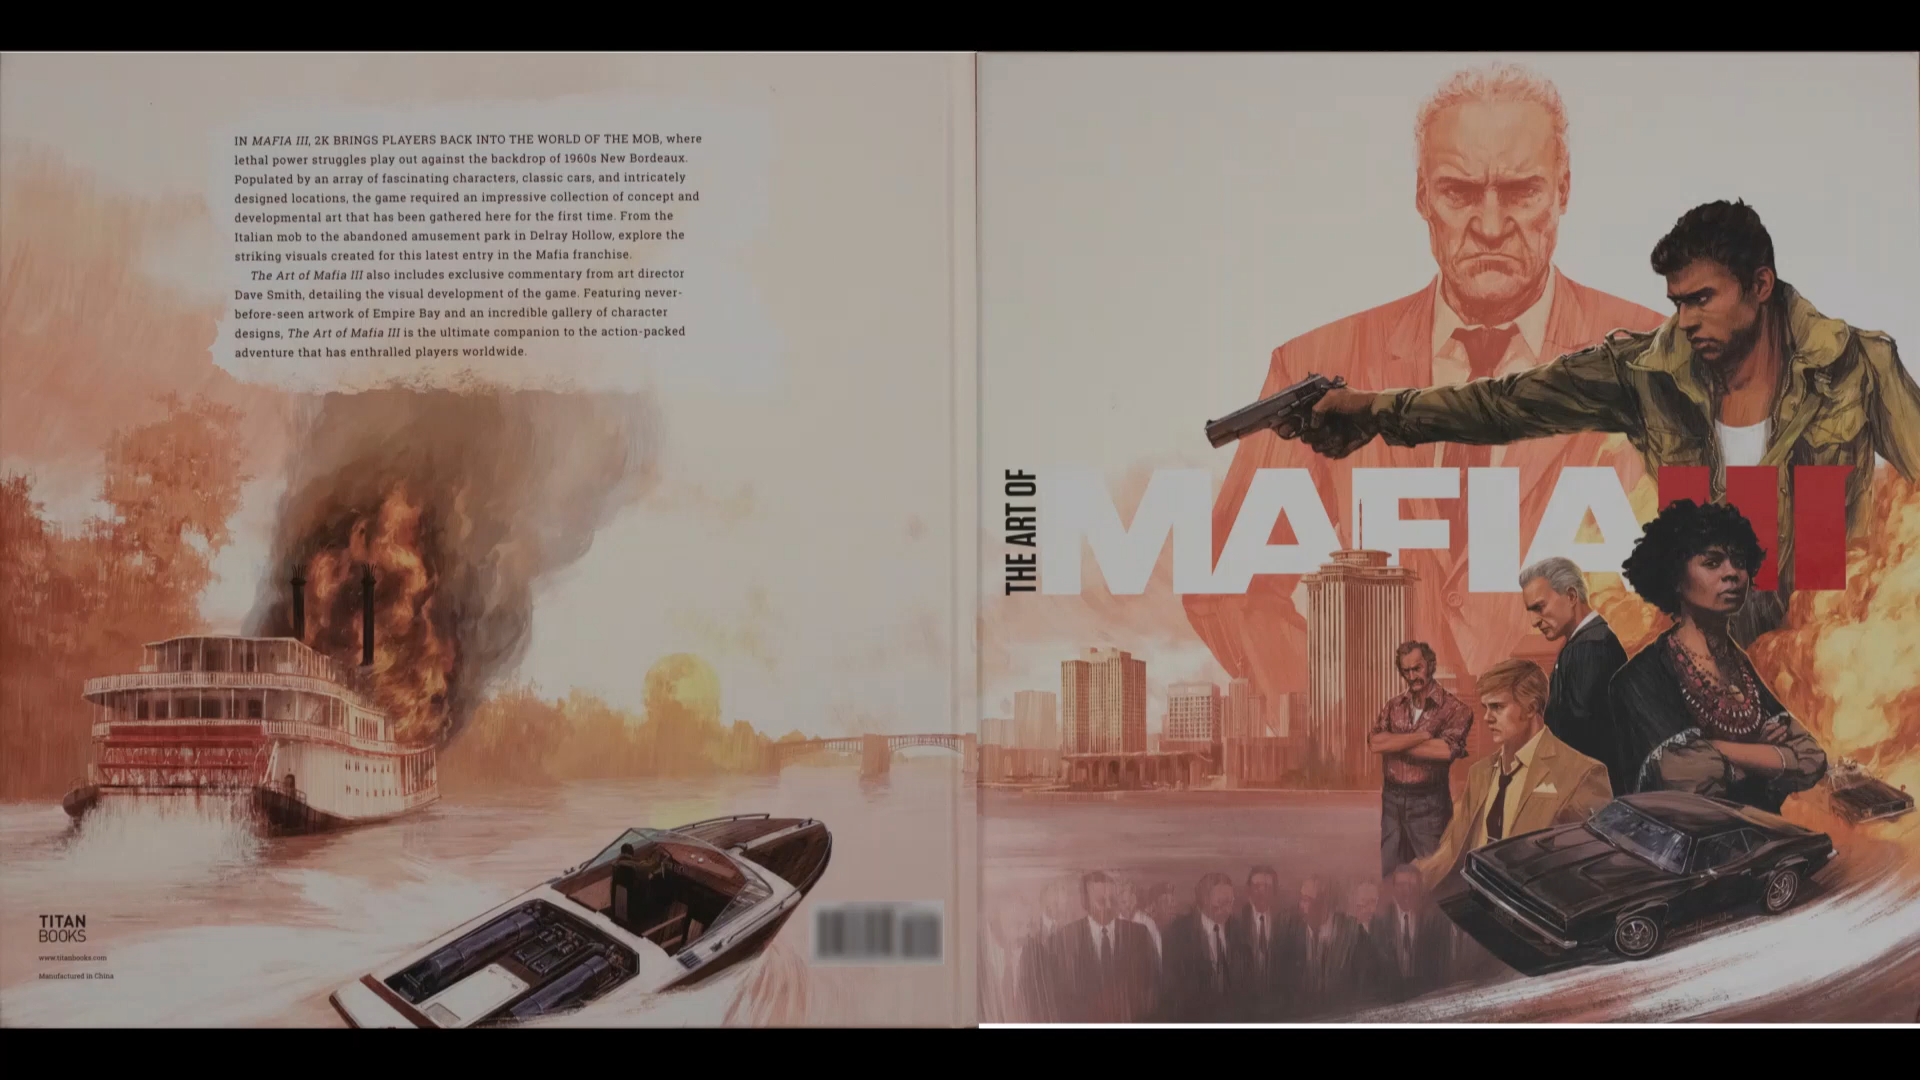 IN MAFIA III, 2K BRINGS PLAYERS BACK INTO THE WORLD OF THE MOB, where
lethal power struggles play out against the backdrop of 1960s New Bordeaux.
Populated by an array of fascinating characters, classic cars, and intricately
designed locations, the game required an impressive collection of concept and
developmental art that has been gathered here for the first time. From the
Italian mob to the abandoned amusement park in Delray Hollow, explore the
striking visuals created for this latest entry in the Mafia franchise.
The Art of Mafia III also includes exclusive commentary from art director
Dave Smith, detailing the visual development of the game. Featuring never-
before-seen artwork of Empire Bay and an incredible gallery of character
designs, The Art of Mafia III is the ultimate companion to the action-packed
adventure that has enthralled players worldwide.
TITAN
BOOKS
www.titanbooks.com
Manufactured in China
THE ART OF
MAFIA III